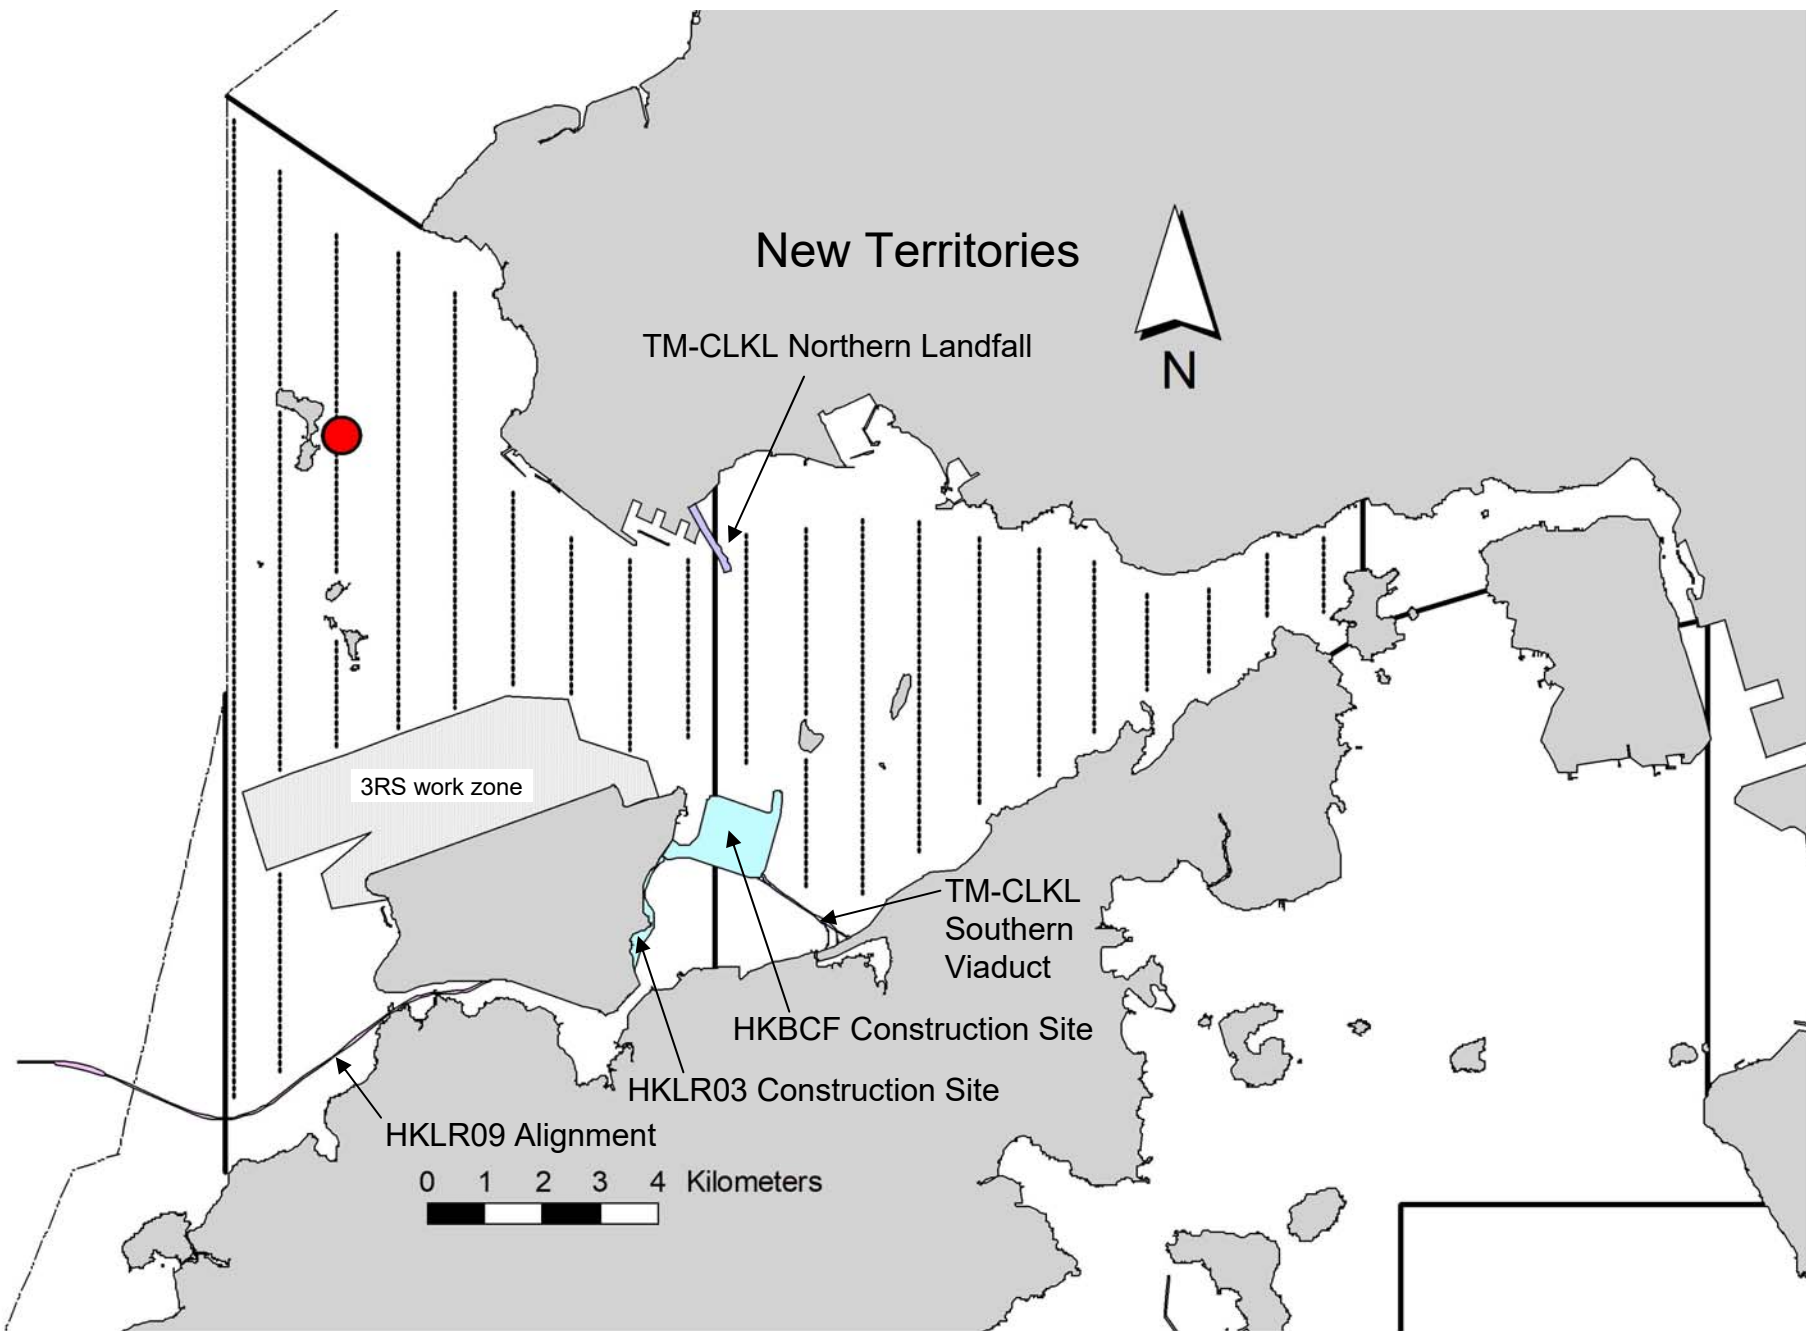 New Territories
TM-CLKL Northern Landfall
N
3RS work zone
TM-CLKL
Southern
Viaduct
HKBCF Construction Site
HKLR03 Construction Site
HKLR09 Alignment
0 1 2 3 4 Kilometers